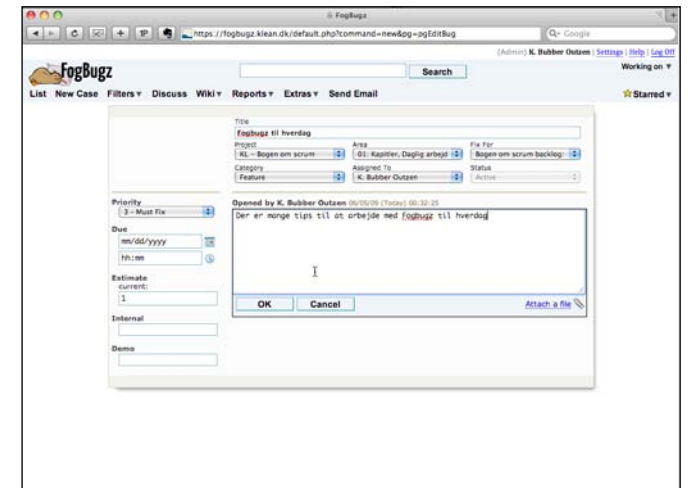 FogBugz
https://fogbugz.klean.dk/default.php?command=new&pg=pgEditBug
Google
(Admin) K. Bubber Outzen | Settings | Help | Log Off
FogBugz
Search
Working on ▼
List New Case Filters ▼ Discuss Wiki ▼ Reports ▼ Extras ▼ Send Email
Starred ▼
Title
Fogbugz til hverdag
Project Area Fix For
KL - Bogen om scrum 01: Kapitler, Daglig arbejd Bogen om scrum backlog:
Category Assigned To Status
Feature K. Bubber Outzen Active
Priority
3 - Must Fix
Due
mm/dd/yyyy
hh:mm
Estimate
current:
1
Internal
Demo
Opened by K. Bubber Outzen 06/05/09 (Today) 00:32:25
Der er mange tips til at arbejde med fogbugz til hverdag
OK Cancel
Attach a file